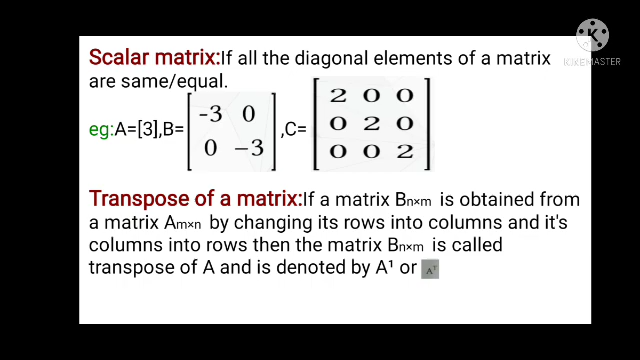 K
KINEMASTER
Scalar matrix:If all the diagonal elements of a matrix
are same/equal.
eg:A=[3],B=[-3 0
0 −3],C=[2 0 0
0 2 0
0 0 2]
Transpose of a matrix:If a matrix Bn×m is obtained from
a matrix Am×n by changing its rows into columns and it's
columns into rows then the matrix Bn×m is called
transpose of A and is denoted by A¹ or Aᵀ